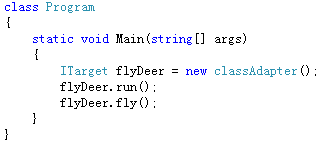 class Program
{
    static void Main(string[] args)
    {
        ITarget flyDeer = new classAdapter();
        flyDeer.run();
        flyDeer.fly();
    }
}